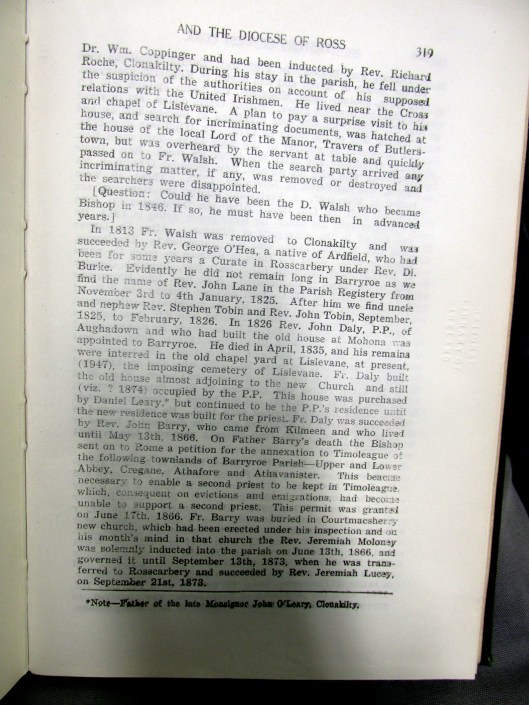 AND THE DIOCESE OF ROSS 319
Dr. Wm. Coppinger and had been inducted by Rev. Richard
Roche, Clonakilty. During his stay in the parish, he fell under
the suspicion of the authorities on account of his supposed
relations with the United Irishmen. He lived near the Cross
and chapel of Lislevane. A plan to pay a surprise visit to his
house, and search for incriminating documents, was hatched at
the house of the local Lord of the Manor, Travers of Butlers-
town, but was overheard by the servant at table and quickly
passed on to Fr. Walsh. When the search party arrived any
incriminating matter, if any, was removed or destroyed and
the searchers were disappointed.
[Question: Could he have been the D. Walsh who became
Bishop in 1846. If so, he must have been then in advanced
years.]
In 1813 Fr. Walsh was removed to Clonakilty and was
succeeded by Rev. George O'Hea, a native of Ardfield, who had
been for some years a Curate in Rosscarbery under Rev. Dl.
Burke. Evidently he did not remain long in Barryroe as we
find the name of Rev. John Lane in the Parish Registery from
November 3rd to 4th January, 1825. After him we find uncle
and nephew Rev. Stephen Tobin and Rev. John Tobin, September,
1825, to February, 1826. In 1826 Rev. John Daly, P.P., of
Aughadown and who had built the old house at Mohona was
appointed to Barryroe. He died in April, 1835, and his remains
were interred in the old chapel yard at Lislevane, at present,
(1947), the imposing cemetery of Lislevane. Fr. Daly built
the old house almost adjoining to the new Church and still
(viz. ? 1874) occupied by the P.P. This house was purchased
by Daniel Leary,* but continued to be the P.P.'s residence until
the new residence was built for the priest. Fr. Daly was succeeded
by Rev. John Barry, who came from Kilmeen and who lived
until May 13th, 1866. On Father Barry's death the Bishop
sent on to Rome a petition for the annexation to Timoleague of
the following townlands of Barryroe Parish—Upper and Lower
Abbey, Cregane, Athafore and Athavanister. This became
necessary to enable a second priest to be kept in Timoleague,
which, consequent on evictions and emigrations, had become
unable to support a second priest. This permit was granted
on June 17th, 1866. Fr. Barry was buried in Courtmacsherry
new church, which had been erected under his inspection and on
his month's mind in that church the Rev. Jeremiah Moloney
was solemnly inducted into the parish on June 13th, 1866, and
governed it until September 13th, 1873, when he was trans-
ferred to Rosscarbery and succeeded by Rev. Jeremiah Lucey,
on September 21st, 1873.
*Note—Father of the late Monsignor John O'Leary, Clonakilty.